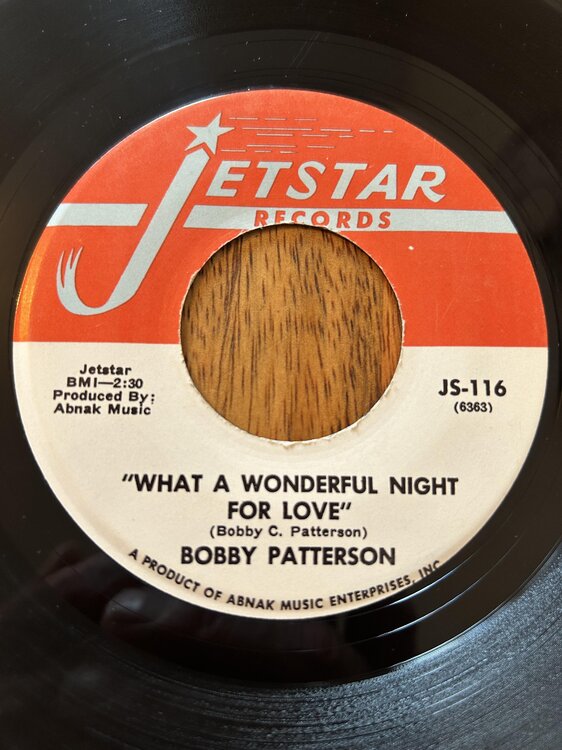 JETSTAR
RECORDS
Jetstar
BMI—2:30
Produced By:
Abnak Music
JS-116
(6363)
"WHAT A WONDERFUL NIGHT
FOR LOVE"
(Bobby C. Patterson)
BOBBY PATTERSON
A PRODUCT OF ABNAK MUSIC ENTERPRISES, INC.